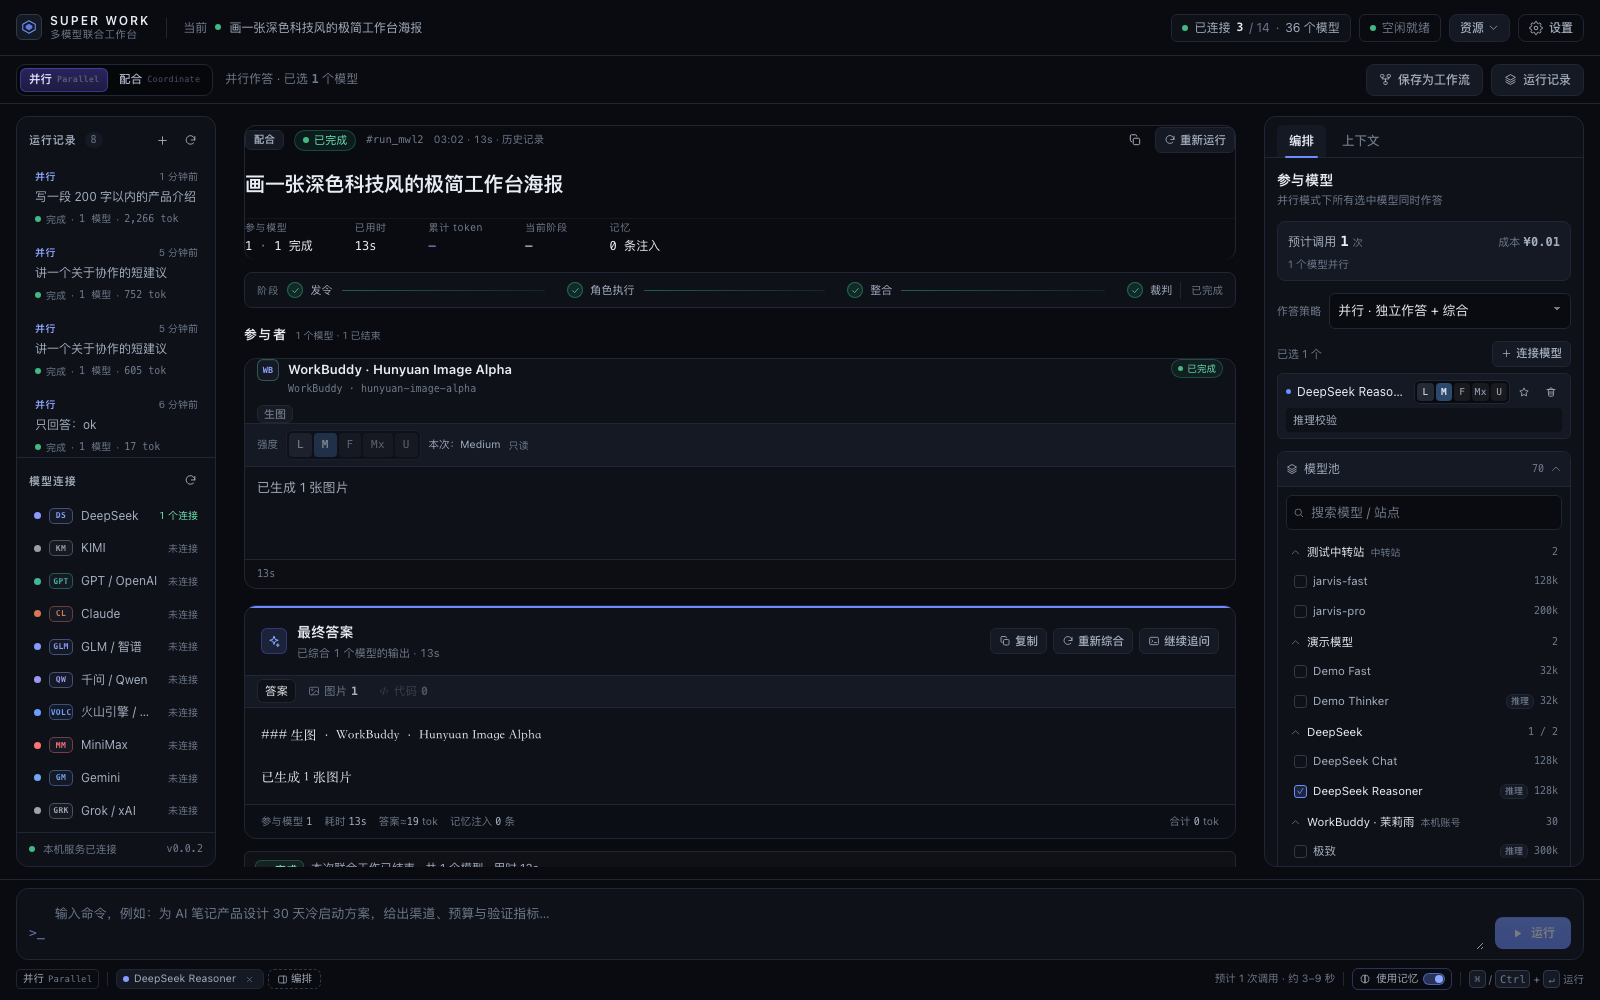 SUPER WORK
多模型联合工作台
当前 画一张深色科技风的极简工作台海报
已连接 3 / 14 · 36 个模型
空闲就绪
资源
设置
并行 Parallel
配合 Coordinate
并行作答 · 已选 1 个模型
保存为工作流
运行记录
运行记录 8
并行 1 分钟前
写一段 200 字以内的产品介绍
完成 · 1 模型 · 2,266 tok
并行 5 分钟前
讲一个关于协作的短建议
完成 · 1 模型 · 752 tok
并行 5 分钟前
讲一个关于协作的短建议
完成 · 1 模型 · 605 tok
并行 6 分钟前
只回答：ok
完成 · 1 模型 · 17 tok
模型连接
DS DeepSeek 1 个连接
KM KIMI 未连接
GPT GPT / OpenAI 未连接
CL Claude 未连接
GLM GLM / 智谱 未连接
QW 千问 / Qwen 未连接
VOLC 火山引擎 / ... 未连接
MM MiniMax 未连接
GM Gemini 未连接
GRK Grok / xAI 未连接
本机服务已连接 v0.0.2
配合 已完成 #run_mwl2 03:02 · 13s · 历史记录
重新运行
画一张深色科技风的极简工作台海报
参与模型 已用时 累计 token 当前阶段 记忆
1 · 1 完成 13s — — 0 条注入
阶段 发令 角色执行 整合 裁判 已完成
参与者 1 个模型 · 1 已结束
WB WorkBuddy · Hunyuan Image Alpha 已完成
WorkBuddy · hunyuan-image-alpha
生图
强度 L M F Mx U 本次：Medium 只读
已生成 1 张图片
13s
最终答案
已综合 1 个模型的输出 · 13s
复制
重新综合
继续追问
答案 图片 1 代码 0
### 生图 · WorkBuddy · Hunyuan Image Alpha
已生成 1 张图片
参与模型 1 耗时 13s 答案≈19 tok 记忆注入 0 条 合计 0 tok
编排 上下文
参与模型
并行模式下所有选中模型同时作答
预计调用 1 次 成本 ¥0.01
1 个模型并行
作答策略 并行 · 独立作答 + 综合
已选 1 个 连接模型
DeepSeek Reaso... L M F Mx U
推理校验
模型池 70
搜索模型 / 站点
测试中转站 中转站 2
jarvis-fast 128k
jarvis-pro 200k
演示模型 2
Demo Fast 32k
Demo Thinker 推理 32k
DeepSeek 1 / 2
DeepSeek Chat 128k
DeepSeek Reasoner 推理 128k
WorkBuddy · 茉莉雨 本机账号 30
极致 推理 300k
输入命令，例如：为 AI 笔记产品设计 30 天冷启动方案，给出渠道、预算与验证指标...
>_
运行
并行 Parallel DeepSeek Reasoner × 编排
预计 1 次调用 · 约 3–9 秒 使用记忆 ⌘ / Ctrl + ↵ 运行